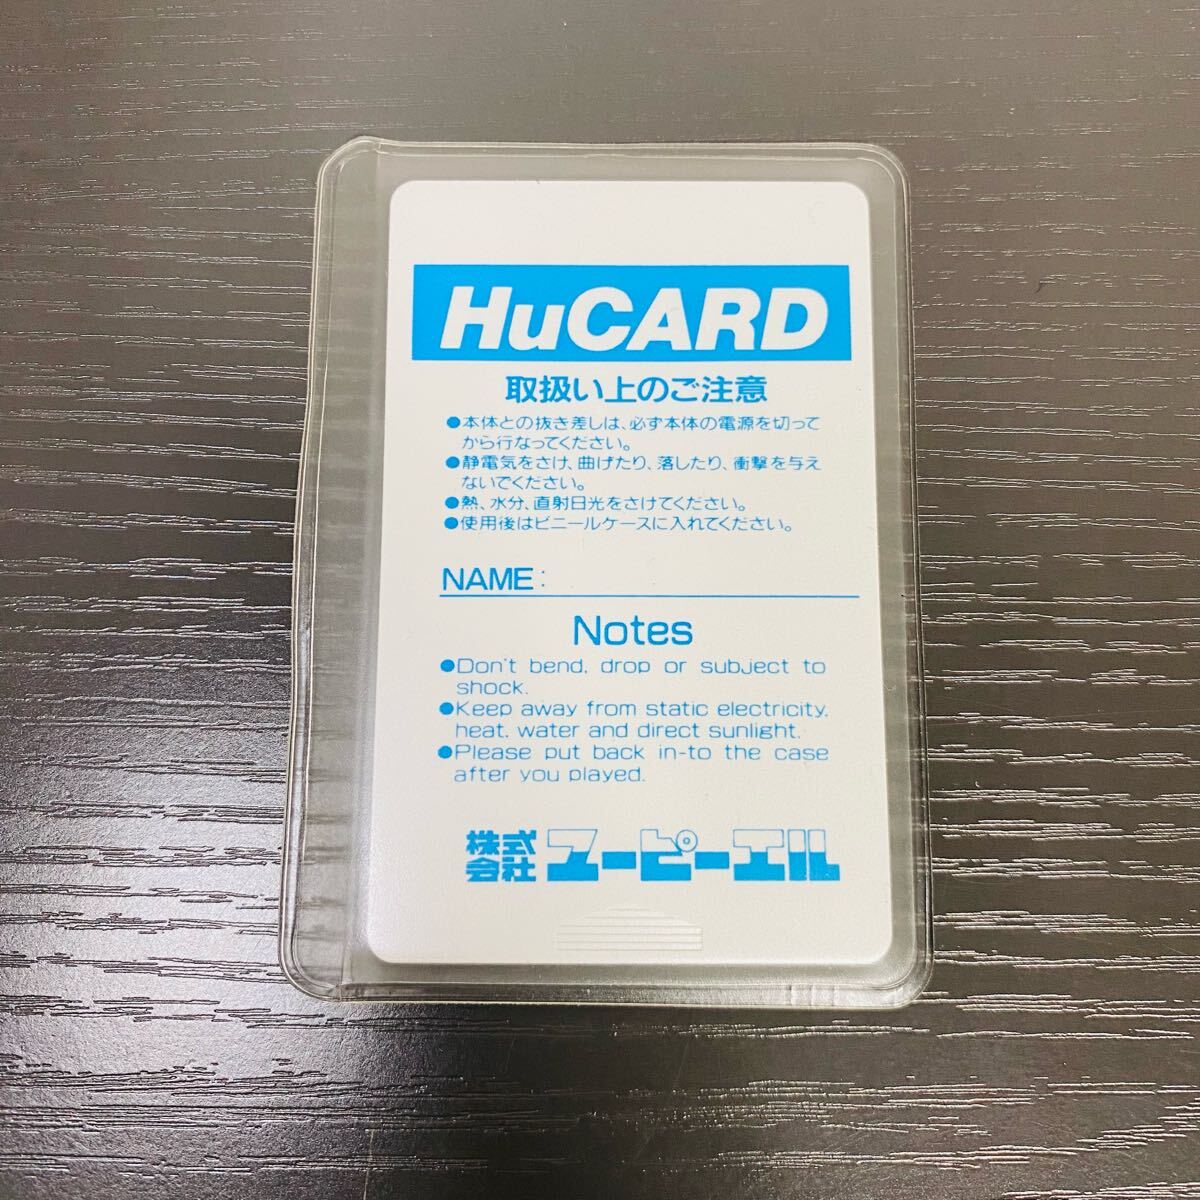 HuCARD
取扱い上のご注意
●本体との抜き差しは、必ず本体の電源を切って
から行なってください。
●静電気をさけ、曲げたり、落したり、衝撃を与え
ないでください。
●熱、水分、直射日光をさけてください。
●使用後はビニールケースに入れてください。
NAME:
Notes
●Don't bend, drop or subject to
shock.
●Keep away from static electricity,
heat, water and direct sunlight.
●Please put back in-to the case
after you played.
株式会社 ユーピーエル